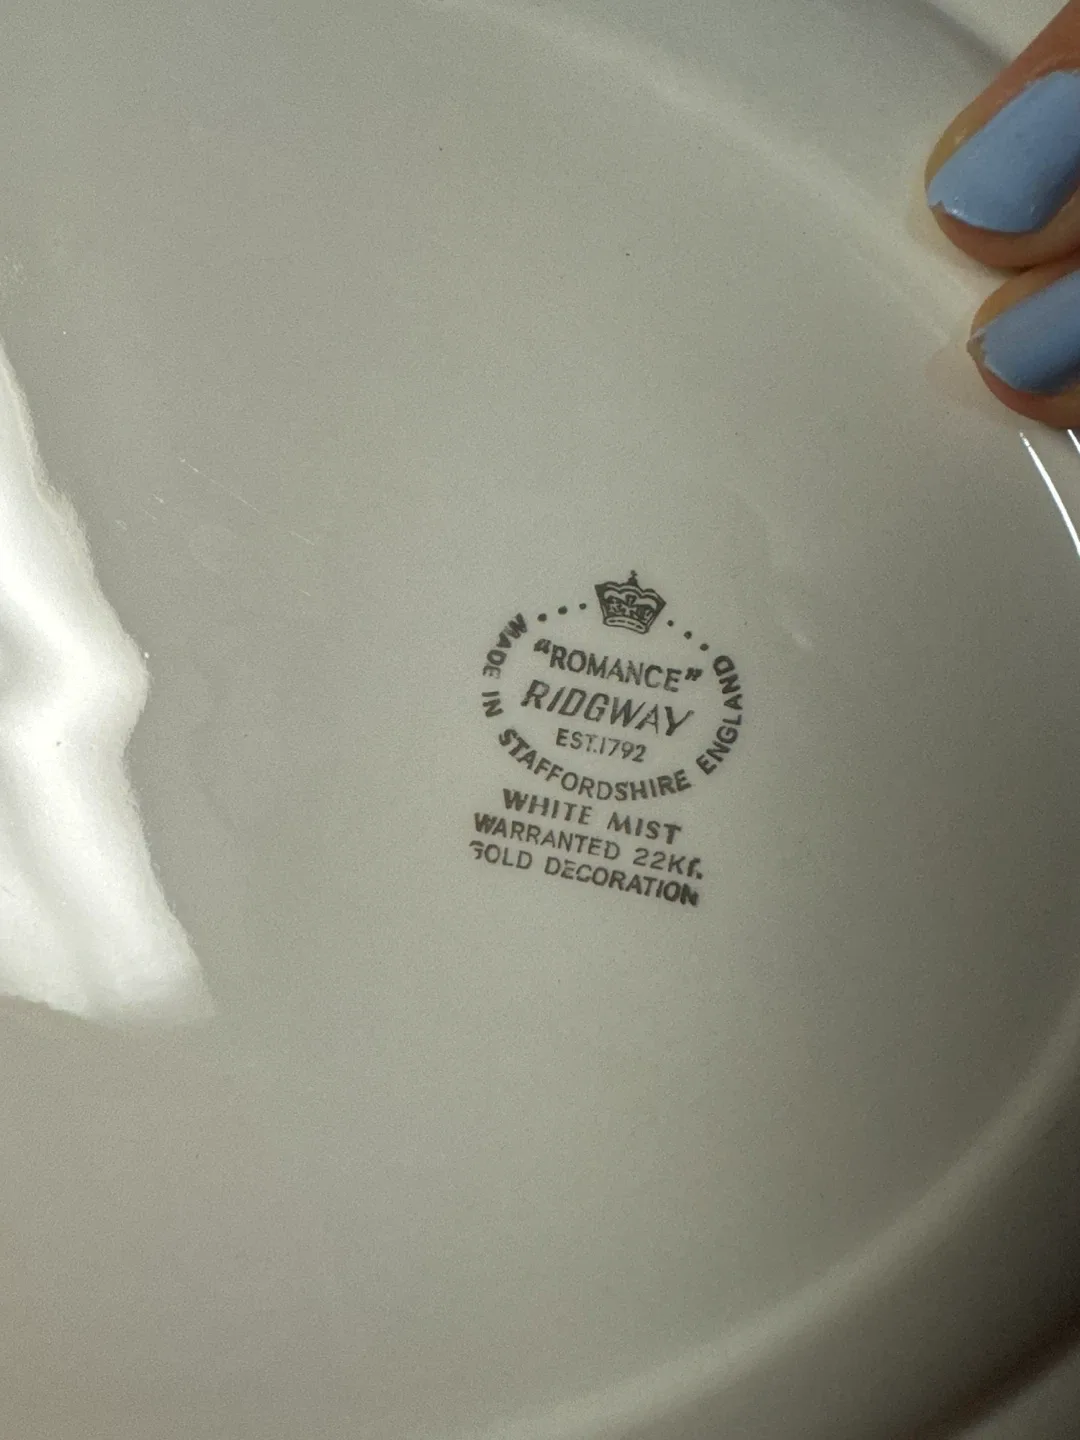 "ROMANCE"
RIDGWAY
EST.1792
MADE IN STAFFORDSHIRE ENGLAND
WHITE MIST
WARRANTED 22Kt.
GOLD DECORATION